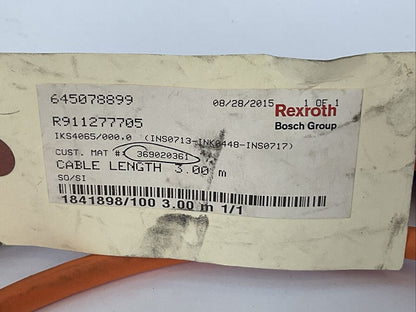 645078899 08/28/2015 1 OF 1
Rexroth
R911277705
Bosch Group
IKS4065/000.0 (INS0713-INK0448-INS0717)
CUST. MAT #: 369020361
CABLE LENGTH 3.00 m
SO/SI
1841898/100 3.00 m 1/1